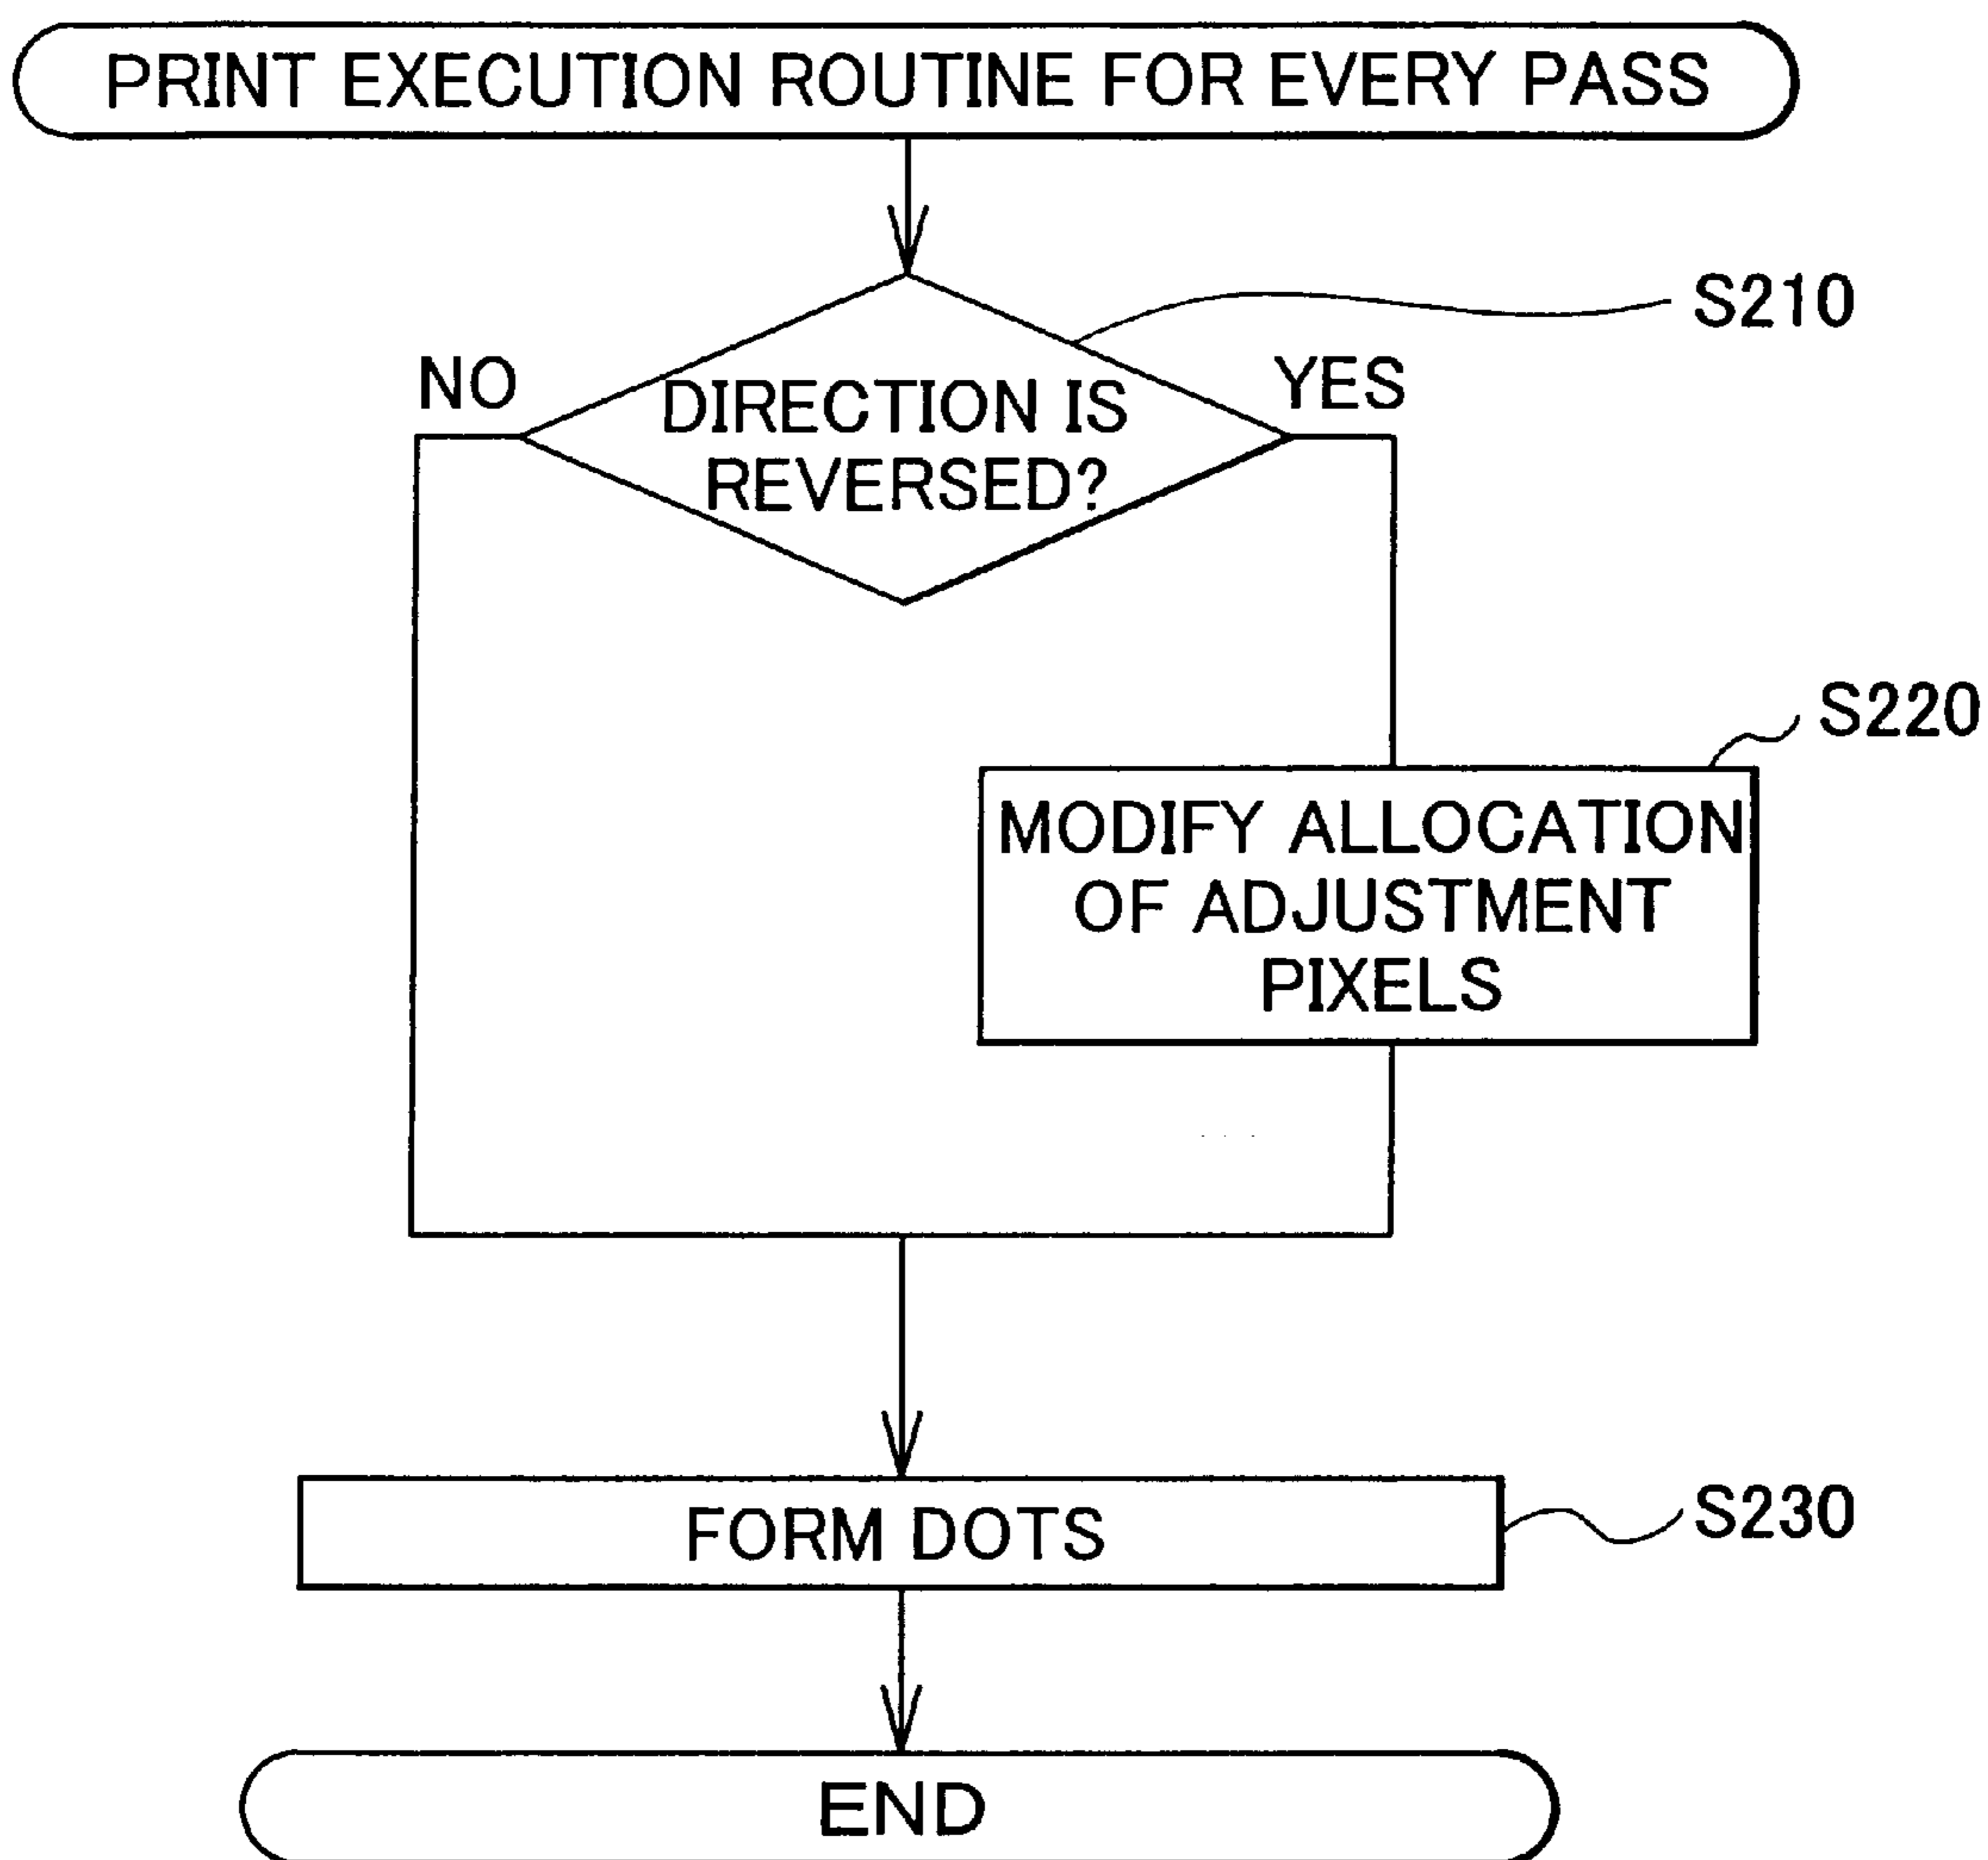 PRINT EXECUTION ROUTINE FOR EVERY PASS
S210
NO
YES
DIRECTION IS
REVERSED?
S220
MODIFY ALLOCATION
OF ADJUSTMENT
PIXELS
FORM DOTS
S230
END